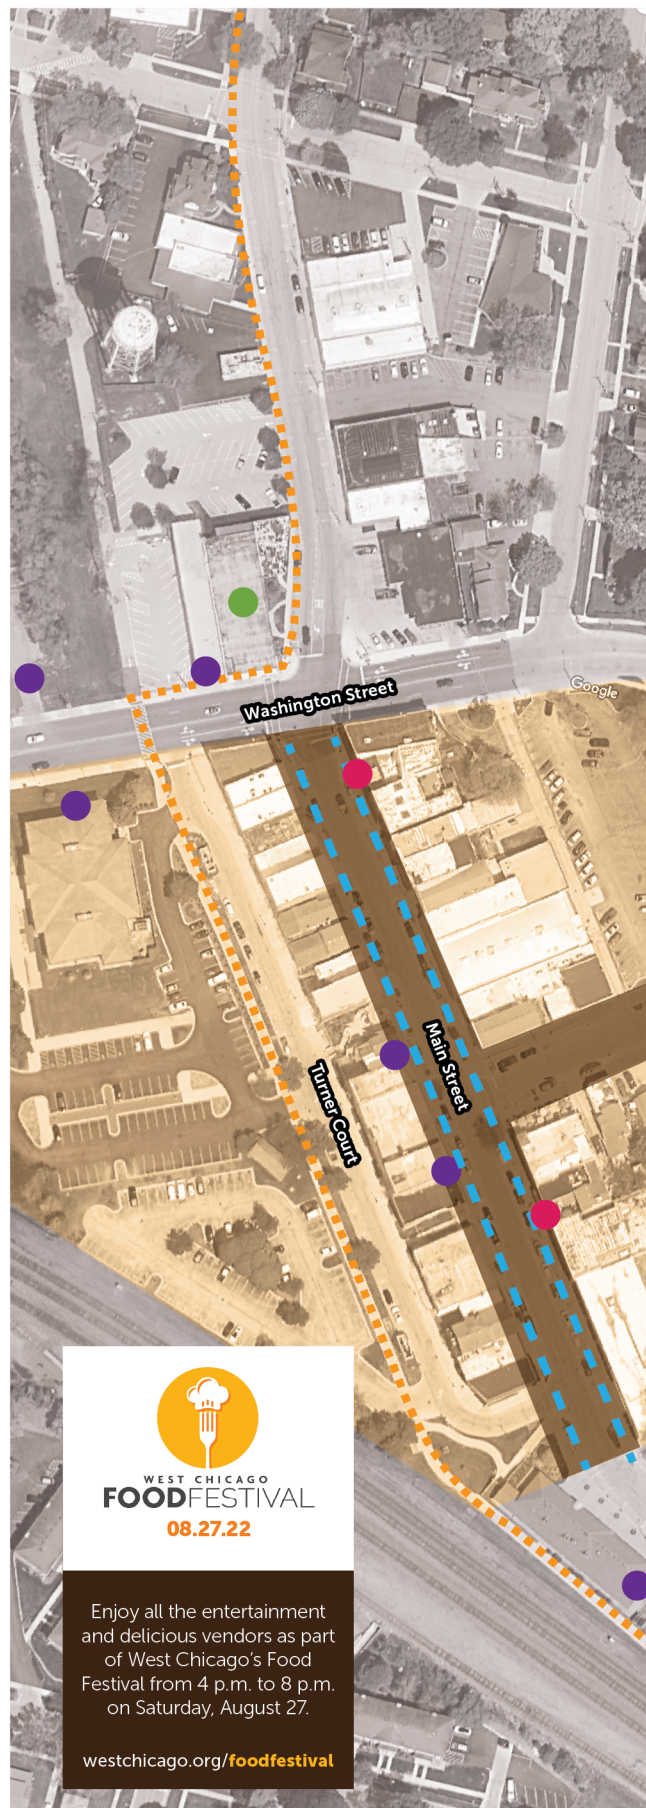 Google
Washington Street
Main Street
Turner Court
WEST CHICAGO
FOODFESTIVAL
08.27.22
Enjoy all the entertainment
and delicious vendors as part
of West Chicago's Food
Festival from 4 p.m. to 8 p.m.
on Saturday, August 27.
westchicago.org/foodfestival